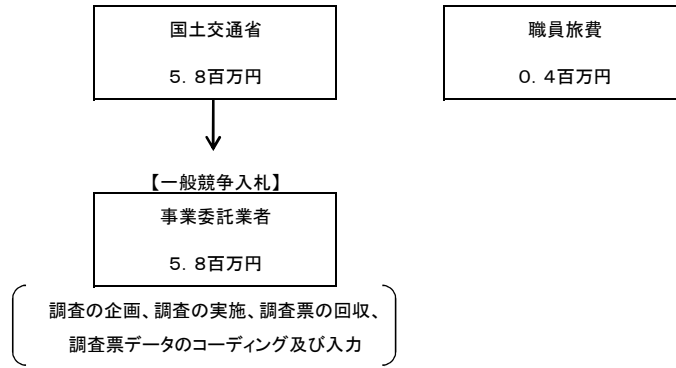 国土交通省
5.8百万円
職員旅費
0.4百万円
【一般競争入札】
事業委託業者
5.8百万円
調査の企画、調査の実施、調査票の回収、
調査票データのコーディング及び入力